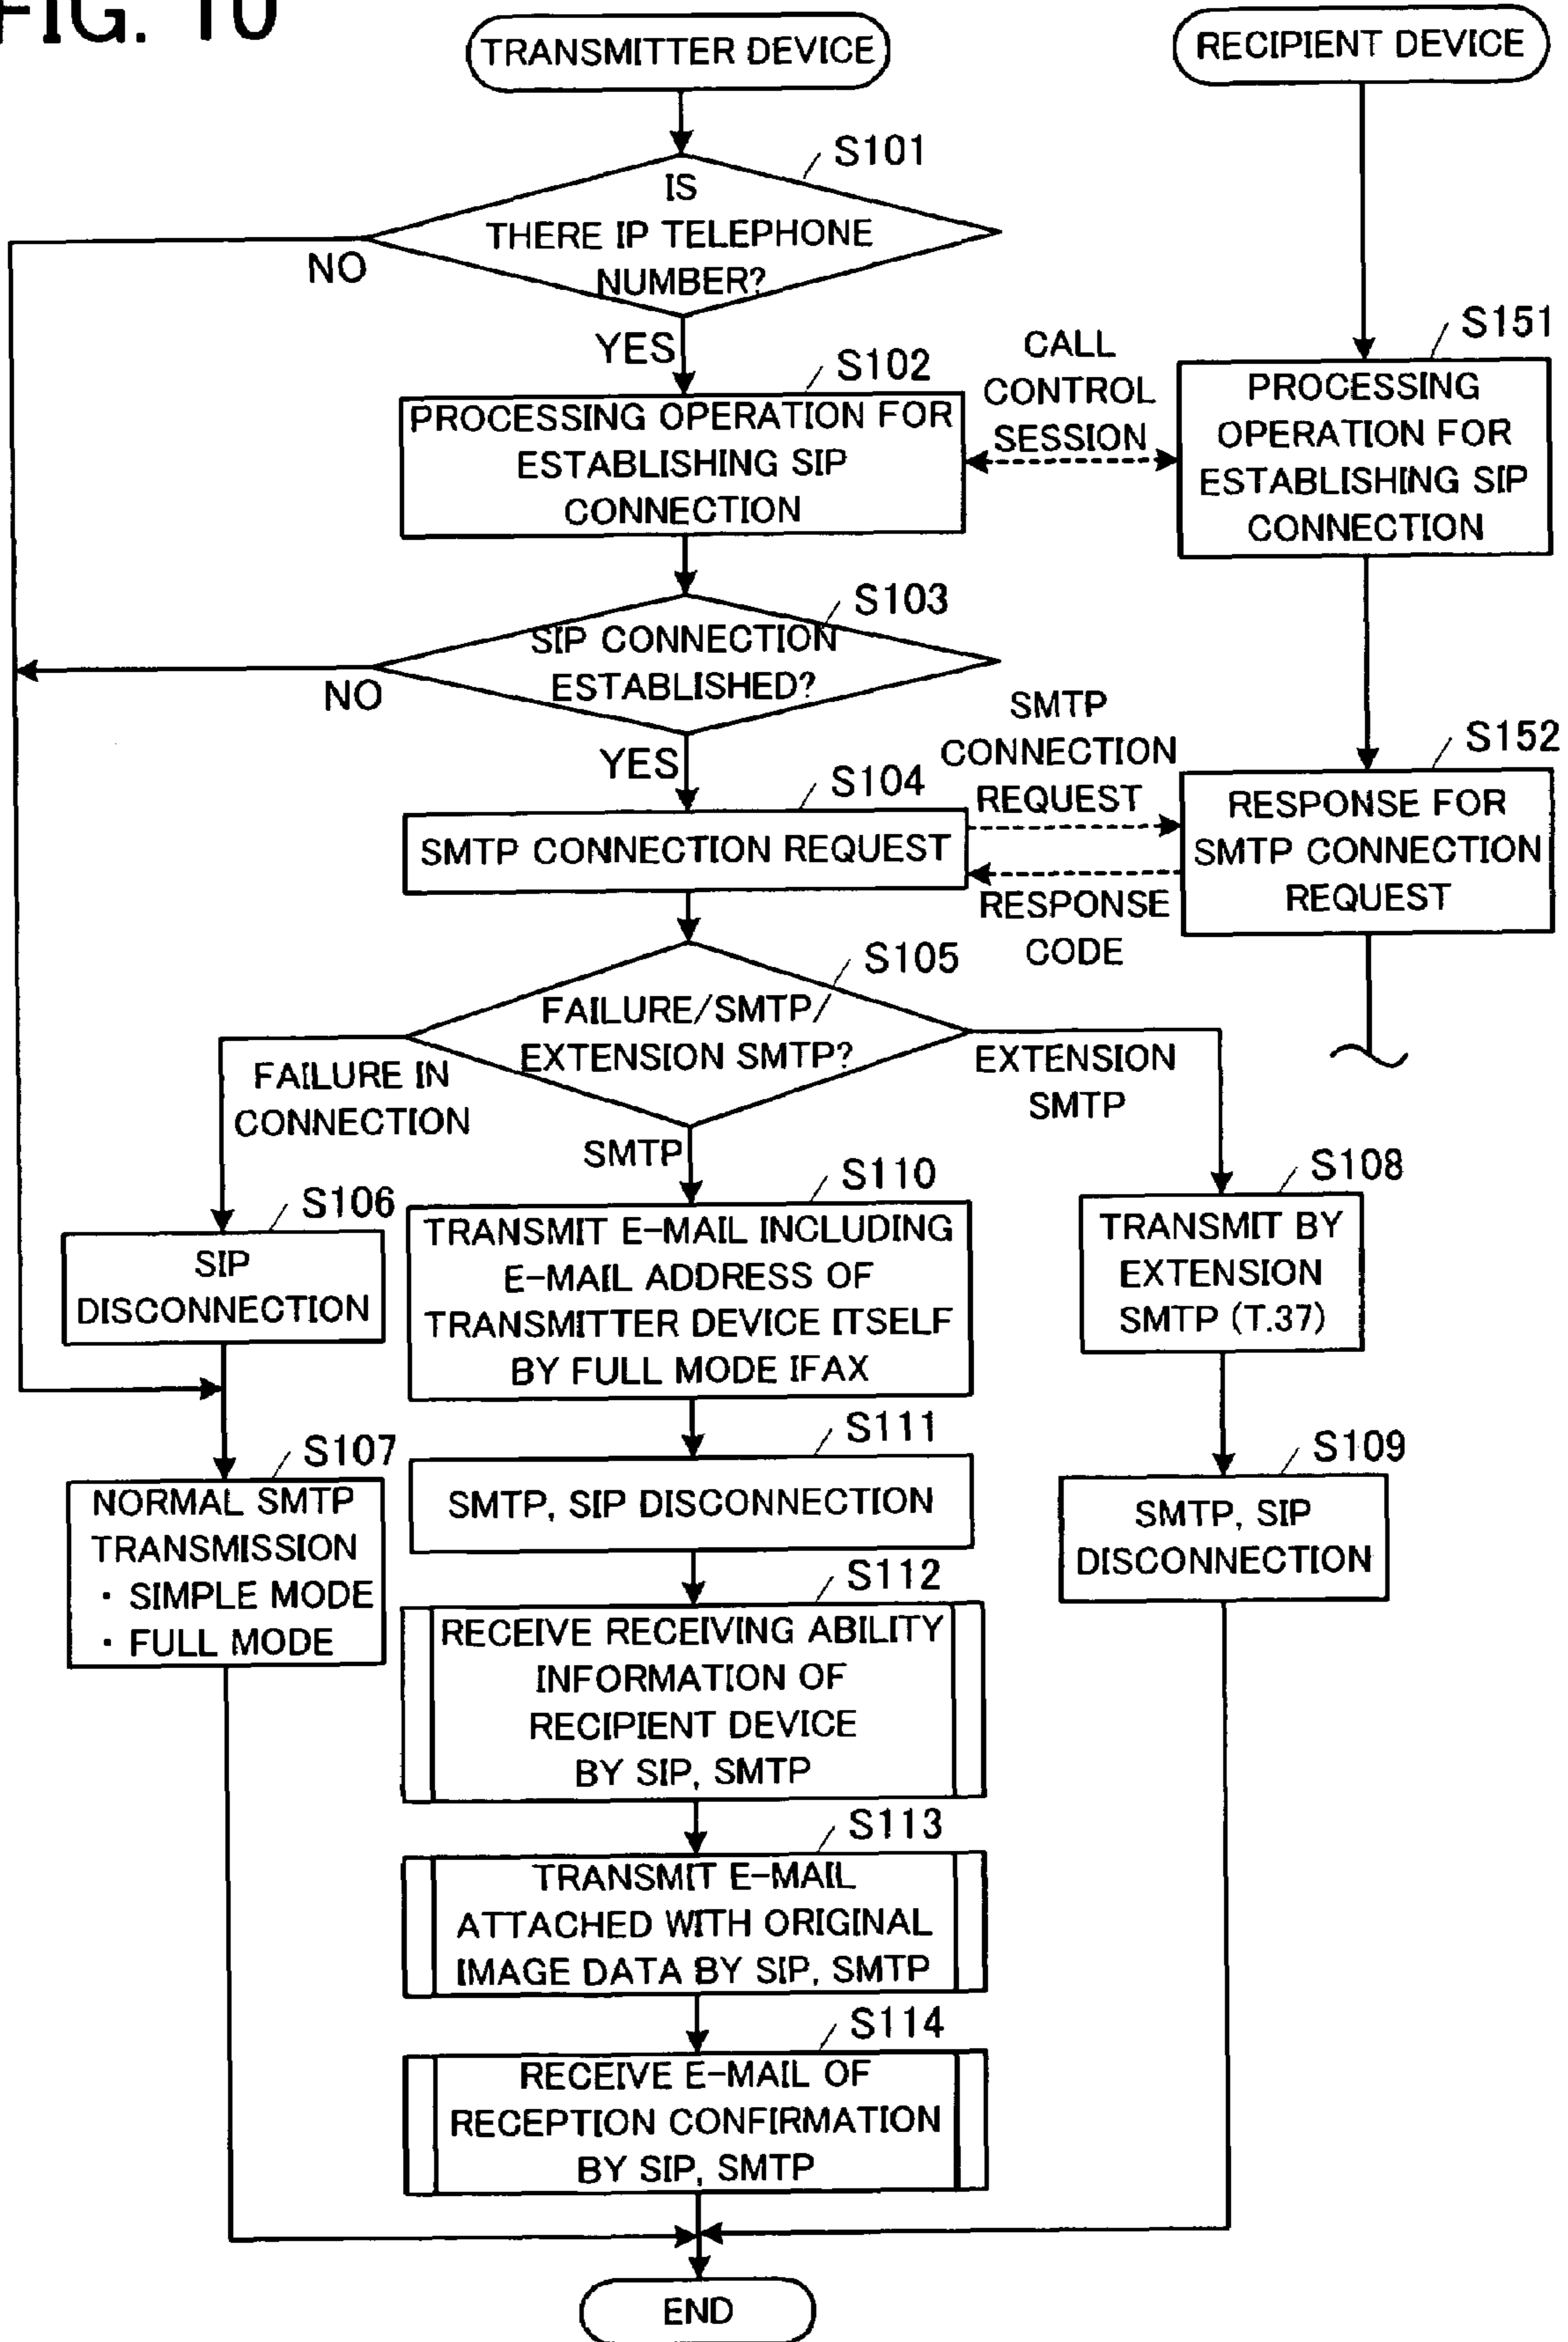 FIG. 10
TRANSMITTER DEVICE
RECIPIENT DEVICE
S101
IS
THERE IP TELEPHONE
NUMBER?
NO
YES
S102
PROCESSING OPERATION FOR
ESTABLISHING SIP
CONNECTION
CALL
CONTROL
SESSION
S151
PROCESSING
OPERATION FOR
ESTABLISHING SIP
CONNECTION
S103
SIP CONNECTION
ESTABLISHED?
NO
YES
S104
SMTP CONNECTION REQUEST
SMTP
CONNECTION
REQUEST
RESPONSE
CODE
S152
RESPONSE FOR
SMTP CONNECTION
REQUEST
S105
FAILURE/SMTP/
EXTENSION SMTP?
FAILURE IN
CONNECTION
SMTP
EXTENSION
SMTP
S106
SIP
DISCONNECTION
S110
TRANSMIT E-MAIL INCLUDING
E-MAIL ADDRESS OF
TRANSMITTER DEVICE ITSELF
BY FULL MODE IFAX
S108
TRANSMIT BY
EXTENSION
SMTP (T.37)
S107
NORMAL SMTP
TRANSMISSION
・SIMPLE MODE
・FULL MODE
S111
SMTP, SIP DISCONNECTION
S109
SMTP, SIP
DISCONNECTION
S112
RECEIVE RECEIVING ABILITY
INFORMATION OF
RECIPIENT DEVICE
BY SIP, SMTP
S113
TRANSMIT E-MAIL
ATTACHED WITH ORIGINAL
IMAGE DATA BY SIP, SMTP
S114
RECEIVE E-MAIL OF
RECEPTION CONFIRMATION
BY SIP, SMTP
END